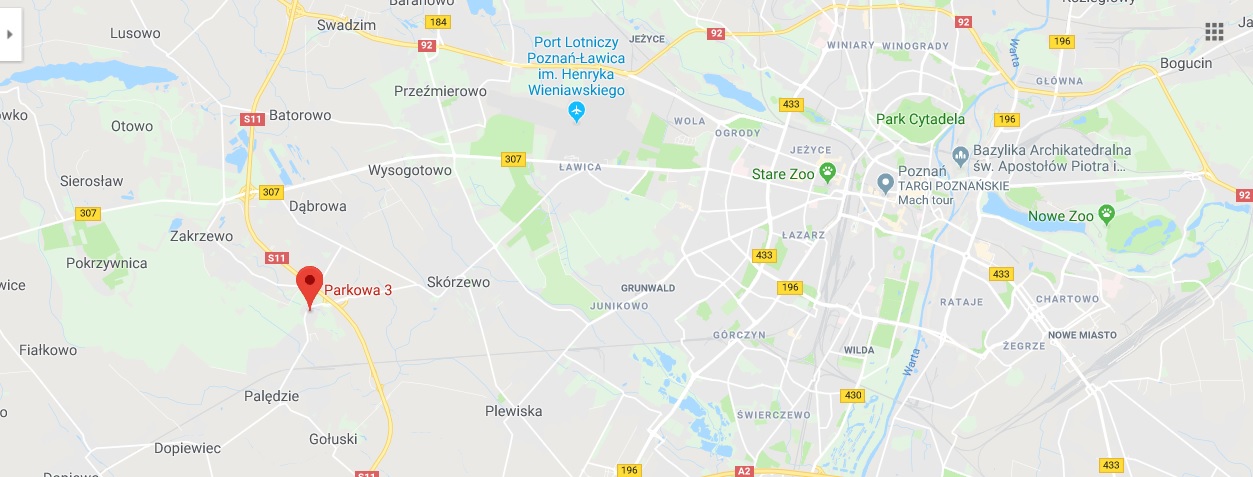 Baranowo
Koziegłowy
Swadzim
184
92
92
92
Lusowo
Port Lotniczy
Poznań-Ławica
im. Henryka
Wieniawskiego
JEŻYCE
WINIARY
WINOGRADY
Warta
196
Bogucin
GŁÓWNA
Przeźmierowo
433
S11
Batorowo
Otowo
WOLA
OGRODY
Park Cytadela
196
JEŻYCE
307
ŁAWICA
Wysogotowo
Stare Zoo
Poznań
TARGI POZNAŃSKIE
Mach tour
Bazylika Archikatedralna
św. Apostołów Piotra i...
Sierosław
307
307
Dąbrowa
92
Nowe Zoo
Zakrzewo
ŁAZARZ
S11
433
Pokrzywnica
433
Parkowa 3
Skórzewo
GRUNWALD
196
RATAJE
CHARTOWO
JUNIKOWO
GÓRCZYN
NOWE MIASTO
ŻEGRZE
Fiałkowo
WILDA
Warta
Palędzie
430
Plewiska
ŚWIERCZEWO
Gołuski
Dopiewiec
433
196
A2
S11